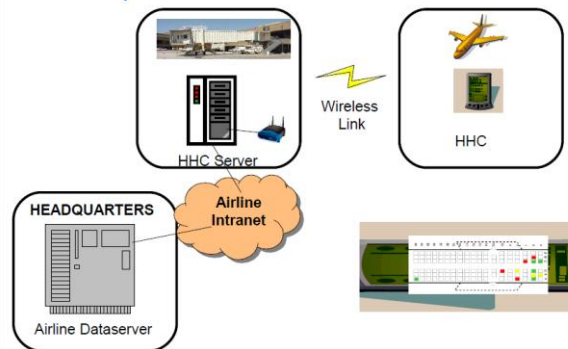 HHC Server
Wireless
Link
HHC
Airline
Intranet
HEADQUARTERS
Airline Dataserver